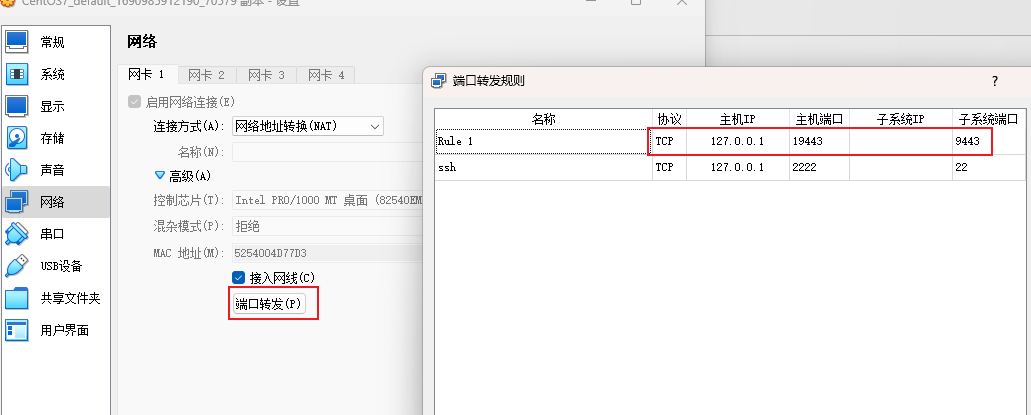 CentOS7_default_1690985912190_70579 副本 - 设置
常规
系统
显示
存储
声音
网络
串口
USB设备
共享文件夹
用户界面
网络
网卡 1 网卡 2 网卡 3 网卡 4
启用网络连接(E)
连接方式(A): 网络地址转换(NAT)
名称(N):
高级(A)
控制芯片(T): Intel PRO/1000 MT 桌面 (82540EM
混杂模式(P): 拒绝
MAC 地址(M): 5254004D77D3
接入网线(C)
端口转发(P)
端口转发规则 ?
名称 协议 主机IP 主机端口 子系统IP 子系统端口
Rule 1 TCP 127.0.0.1 19443 9443
ssh TCP 127.0.0.1 2222 22